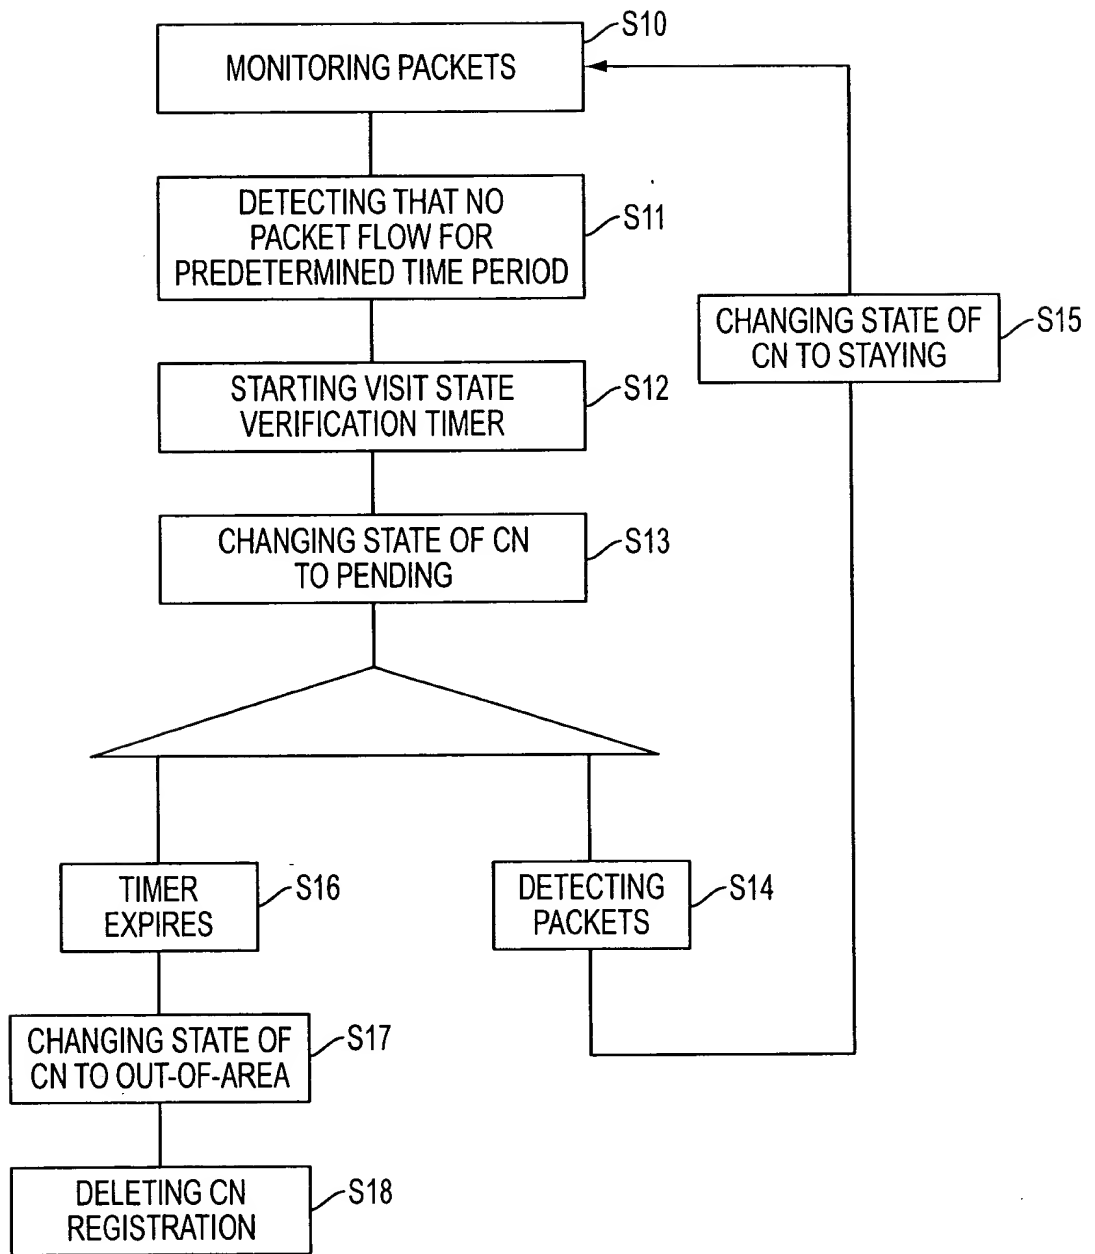 S10
MONITORING PACKETS
DETECTING THAT NO
PACKET FLOW FOR
PREDETERMINED TIME PERIOD
S11
STARTING VISIT STATE
VERIFICATION TIMER
S12
CHANGING STATE OF CN
TO PENDING
S13
CHANGING STATE OF
CN TO STAYING
S15
TIMER
EXPIRES
S16
DETECTING
PACKETS
S14
CHANGING STATE OF
CN TO OUT-OF-AREA
S17
DELETING CN
REGISTRATION
S18